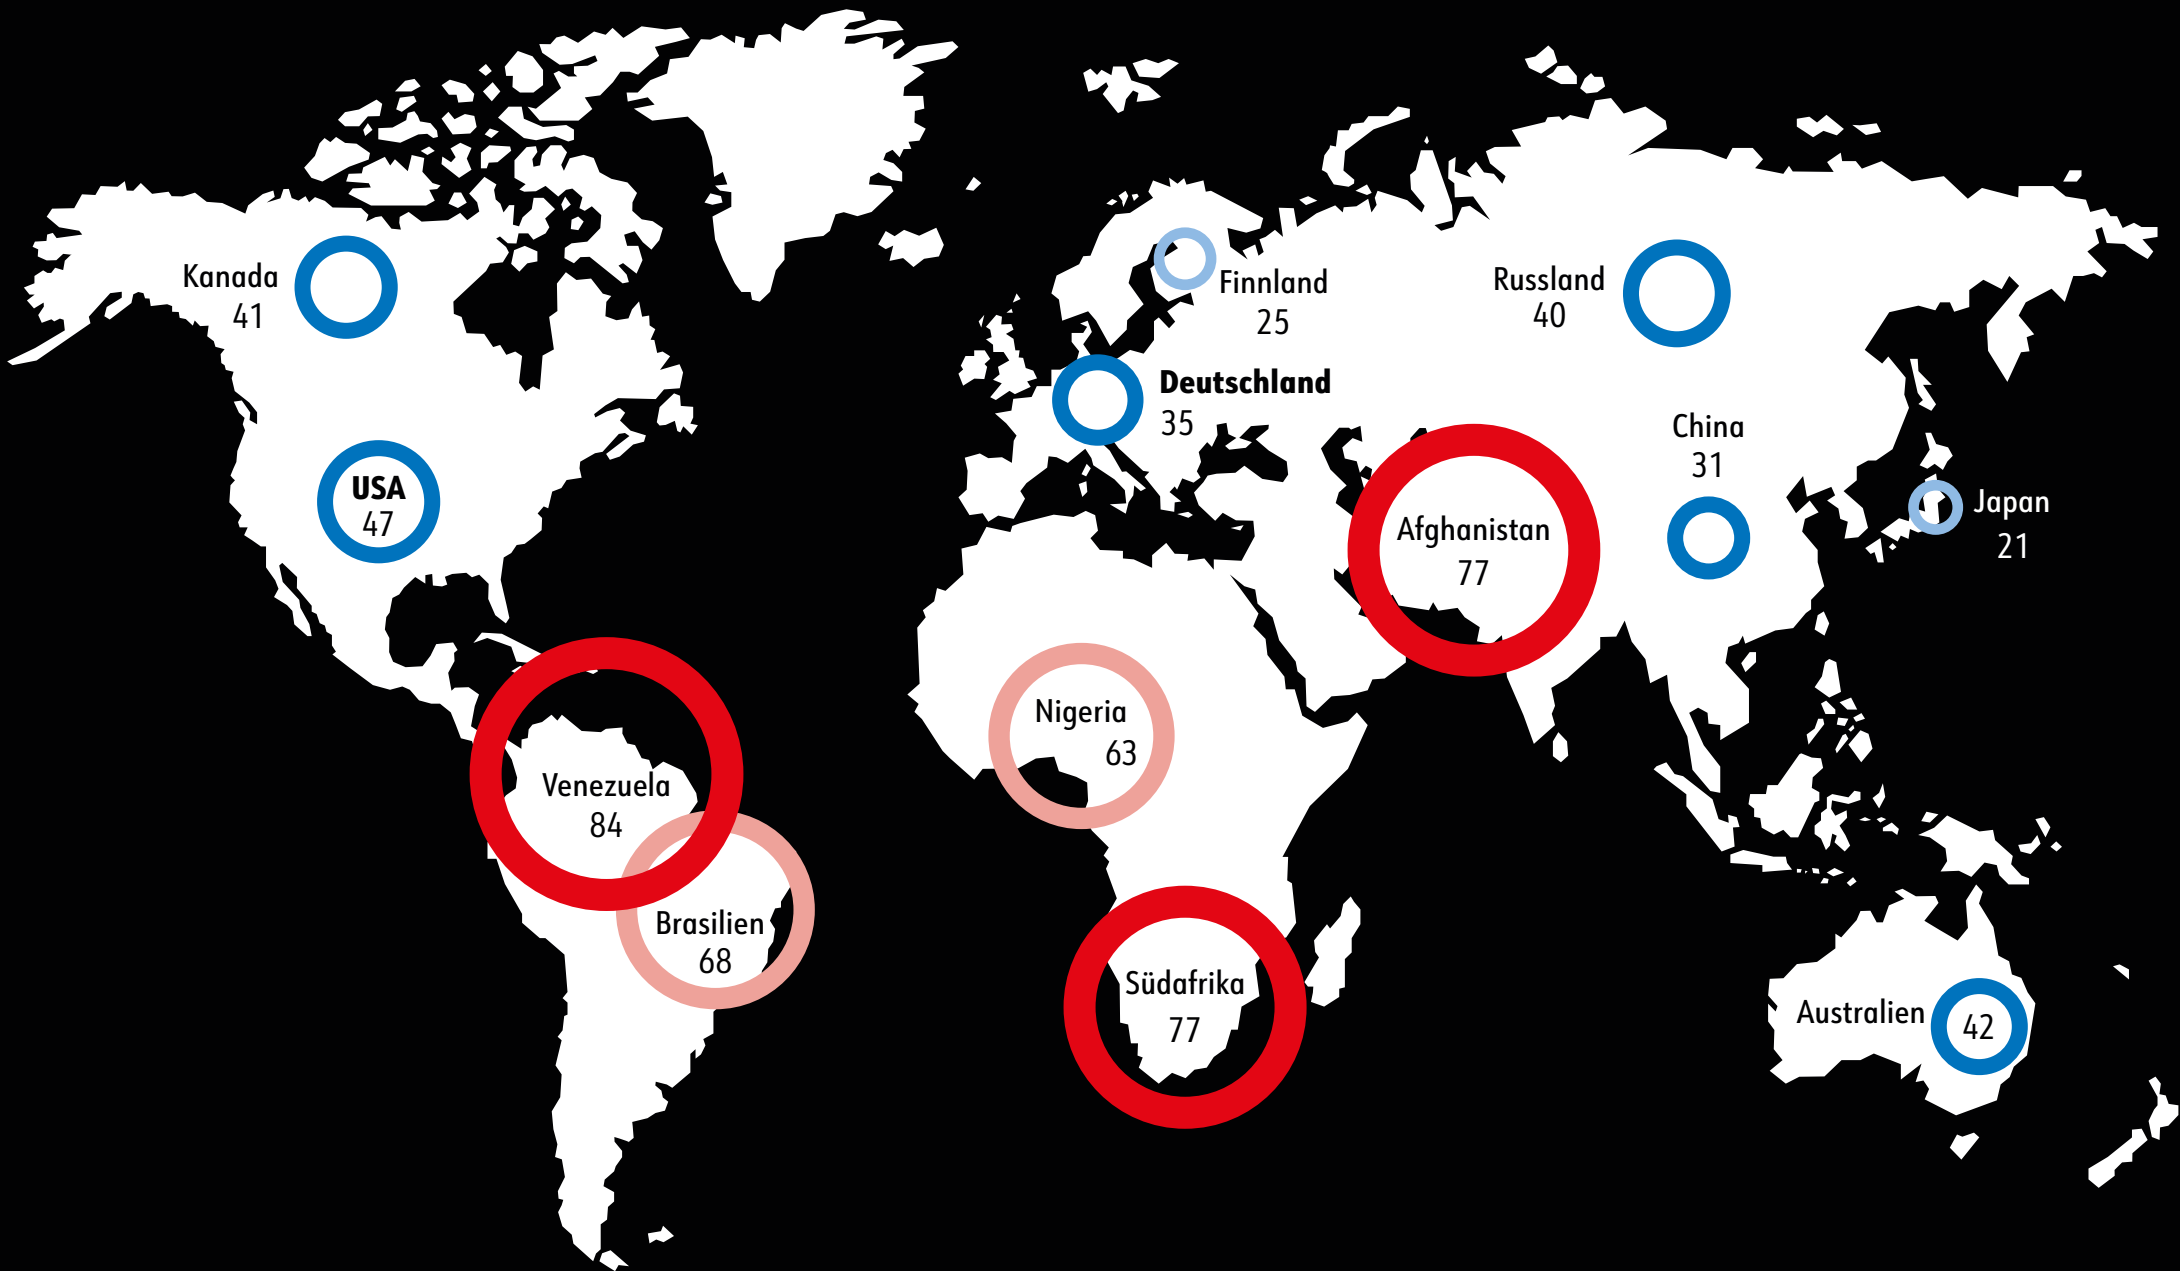 Kanada
41
Finnland
25
Russland
40
Deutschland
35
China
31
USA
47
Japan
21
Afghanistan
77
Nigeria
63
Venezuela
84
Brasilien
68
Südafrika
77
Australien
42